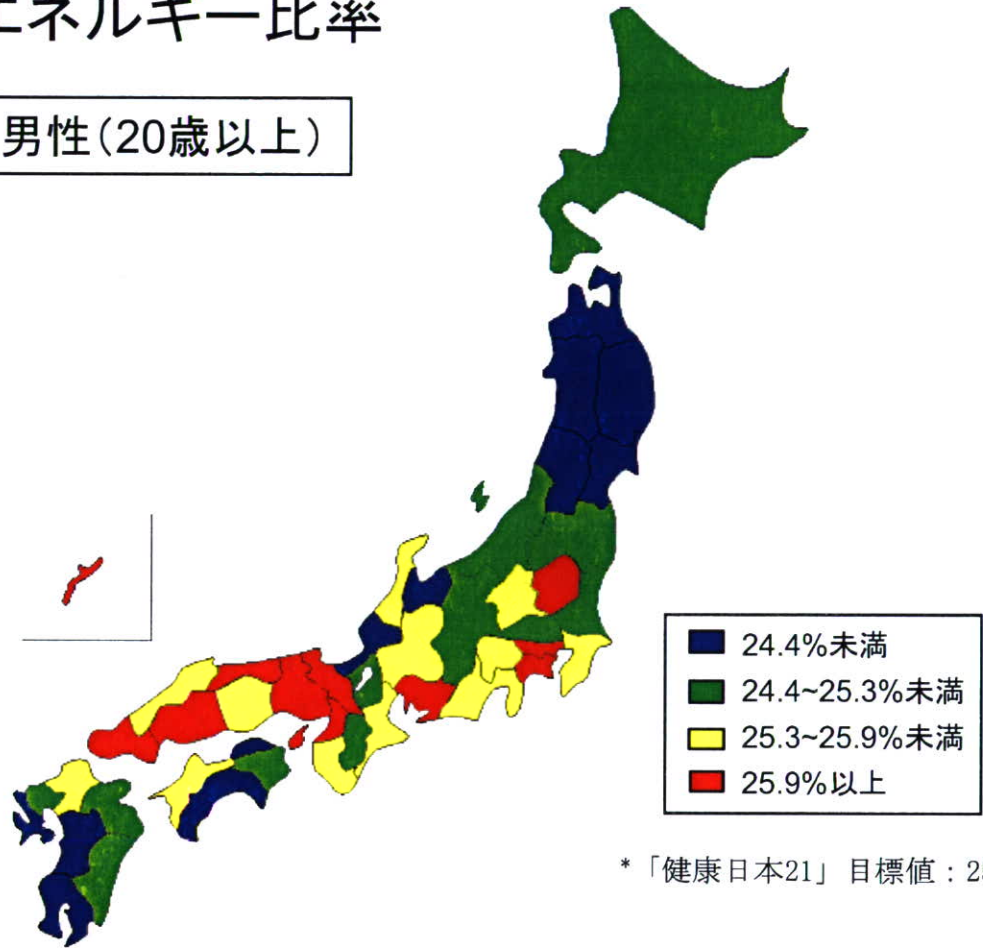 エネルギー比率
男性（20歳以上）
24.4%未満
24.4~25.3%未満
25.3~25.9%未満
25.9%以上
*「健康日本21」目標値：2